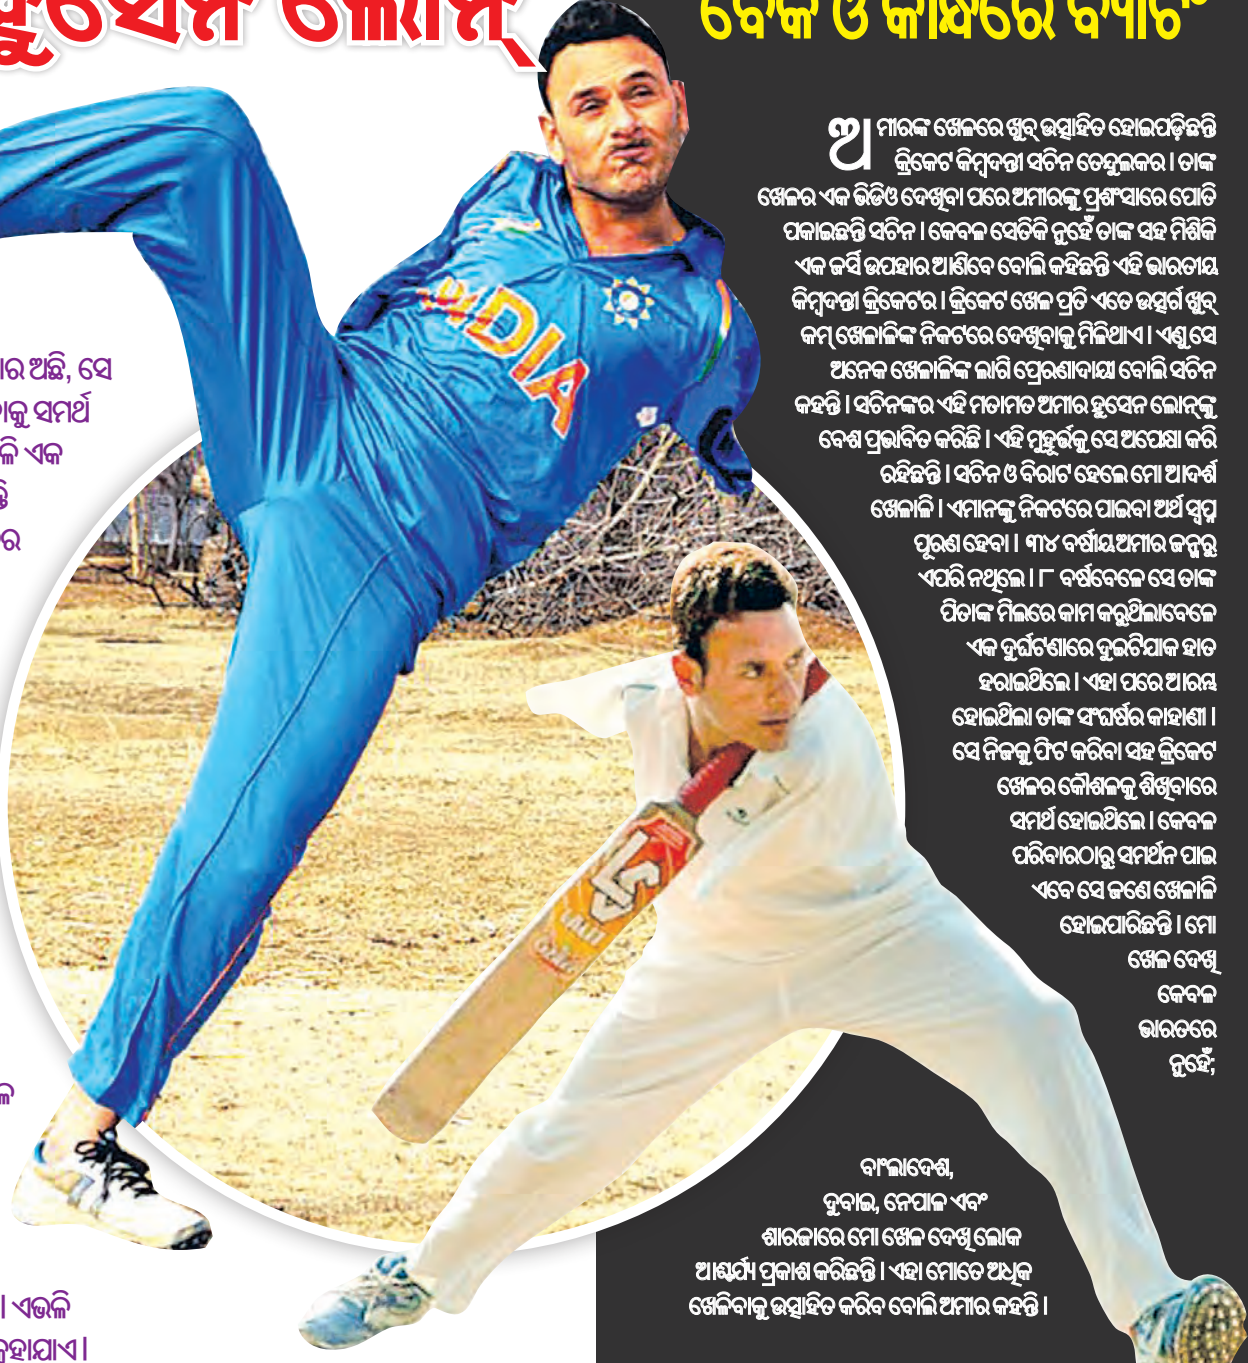 ହୁସେନ ଲୋନ୍
ବେକ ଓ କାନ୍ଧରେ ବ୍ୟାଟିଂ
ଅମୀରଙ୍କ ଖେଳରେ ଖୁବ୍ ଉତ୍ସାହିତ ହୋଇପଡ଼ିଛନ୍ତି
କ୍ରିକେଟ କିମ୍ବଦନ୍ତୀ ସଚିନ ତେନ୍ଦୁଲକର । ତାଙ୍କ
ଖେଳର ଏକ ଭିଡିଓ ଦେଖିବା ପରେ ଅମୀରଙ୍କୁ ପ୍ରଶଂସାରେ ପୋତି
ପକାଇଛନ୍ତି ସଚିନ । କେବଳ ସେତିକି ନୁହେଁ ତାଙ୍କ ସହ ମିଶିକି
ଏକ ଜର୍ସି ଉପହାର ଆଣିବେ ବୋଲି କହିଛନ୍ତି ଏହି ଭାରତୀୟ
କିମ୍ବଦନ୍ତୀ କ୍ରିକେଟର । କ୍ରିକେଟ ଖେଳ ପ୍ରତି ଏତେ ଉତ୍ସର୍ଗ ଖୁବ୍
କମ୍ ଖେଳାଳିଙ୍କ ନିକଟରେ ଦେଖିବାକୁ ମିଳିଥାଏ । ଏଣୁ ସେ
ଅନେକ ଖେଳାଳିଙ୍କ ଲାଗି ପ୍ରେରଣାଦାୟୀ ବୋଲି ସଚିନ
କହନ୍ତି । ସଚିନଙ୍କର ଏହି ମତାମତ ଅମୀର ହୁସେନ ଲୋନ୍‌ଙ୍କୁ
ବେଶ ପ୍ରଭାବିତ କରିଛି । ଏହି ମୁହୂର୍ତ୍ତକୁ ସେ ଅପେକ୍ଷା କରି
ରହିଛନ୍ତି । ସଚିନ ଓ ବିରାଟ ହେଲେ ମୋ ଆଦର୍ଶ
ଖେଳାଳି । ଏମାନଙ୍କୁ ନିକଟରେ ପାଇବା ଅର୍ଥ ସ୍ୱପ୍ନ
ପୂରଣ ହେବା । ୩୪ ବର୍ଷୀୟ ଅମୀର ଜନ୍ମରୁ
ଏପରି ନଥିଲେ । ୮ ବର୍ଷବେଳେ ସେ ତାଙ୍କ
ପିତାଙ୍କ ମିଲରେ କାମ କରୁଥିଲାବେଳେ
ଏକ ଦୁର୍ଘଟଣାରେ ଦୁଇଟିଯାକ ହାତ
ହରାଇଥିଲେ । ଏହା ପରେ ଆରମ୍ଭ
ହୋଇଥିଲା ତାଙ୍କ ସଂଘର୍ଷର କାହାଣୀ ।
ସେ ନିଜକୁ ଫିଟ କରିବା ସହ କ୍ରିକେଟ
ଖେଳର କୌଶଳକୁ ଶିଖିବାରେ
ସମର୍ଥ ହୋଇଥିଲେ । କେବଳ
ପରିବାରଠାରୁ ସମର୍ଥନ ପାଇ
ଏବେ ସେ ଜଣେ ଖେଳାଳି
ହୋଇପାରିଛନ୍ତି । ମୋ
ଖେଳ ଦେଖି
କେବଳ
ଭାରତରେ
ନୁହେଁ;
ବାଂଲାଦେଶ,
ଦୁବାଇ, ନେପାଳ ଏବଂ
ଶାରଜାରେ ମୋ ଖେଳ ଦେଖି ଲୋକ
ଆଶ୍ଚର୍ଯ୍ୟ ପ୍ରକାଶ କରିଛନ୍ତି । ଏହା ମୋତେ ଅଧିକ
ଖେଳିବାକୁ ଉତ୍ସାହିତ କରିବ ବୋଲି ଅମୀର କହନ୍ତି ।
ାର ଅଛି, ସେ
ାକୁ ସମର୍ଥ
ଳି ଏକ
ର
ଳ
। ଏଭଳି
କୁହାଯାଏ ।
INDIA